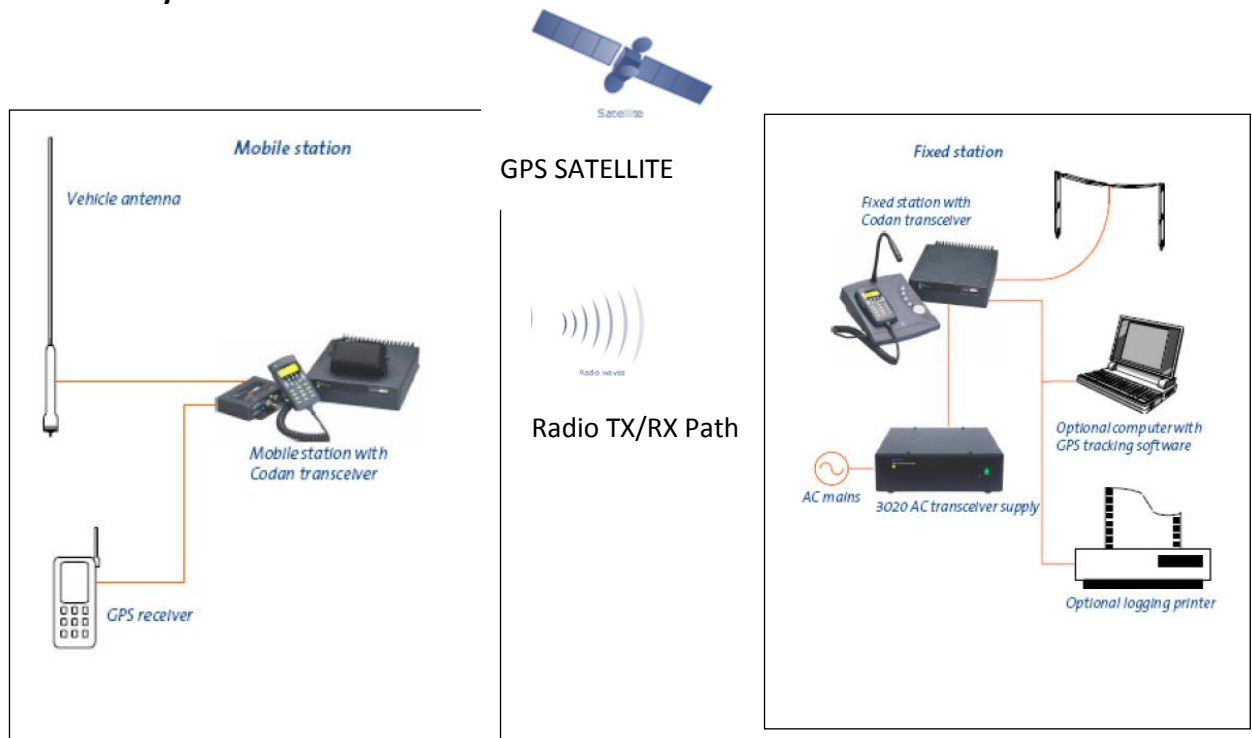 Satellite
GPS SATELLITE
Mobile station
Vehicle antenna
Mobile station with
Codan transceiver
GPS receiver
Radio waves
Radio TX/RX Path
Fixed station
Fixed station with
Codan transceiver
Optional computer with
GPS tracking software
AC mains
3020 AC transceiver supply
Optional logging printer